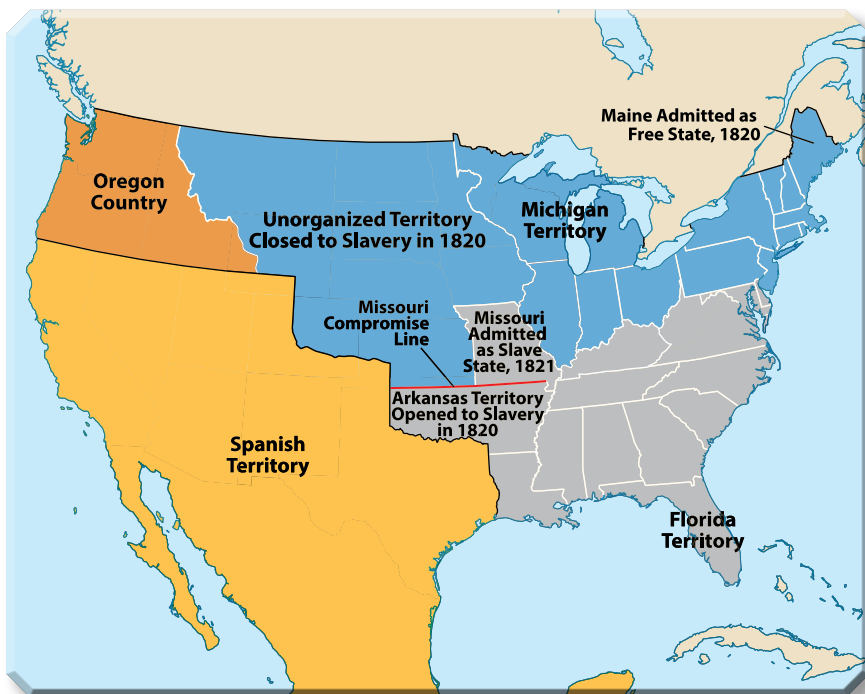 Maine Admitted as
Free State, 1820
Oregon
Country
Unorganized Territory
Closed to Slavery in 1820
Michigan
Territory
Missouri
Compromise
Line
Missouri
Admitted
as Slave
State, 1821
Arkansas Territory
Opened to Slavery
in 1820
Spanish
Territory
Florida
Territory